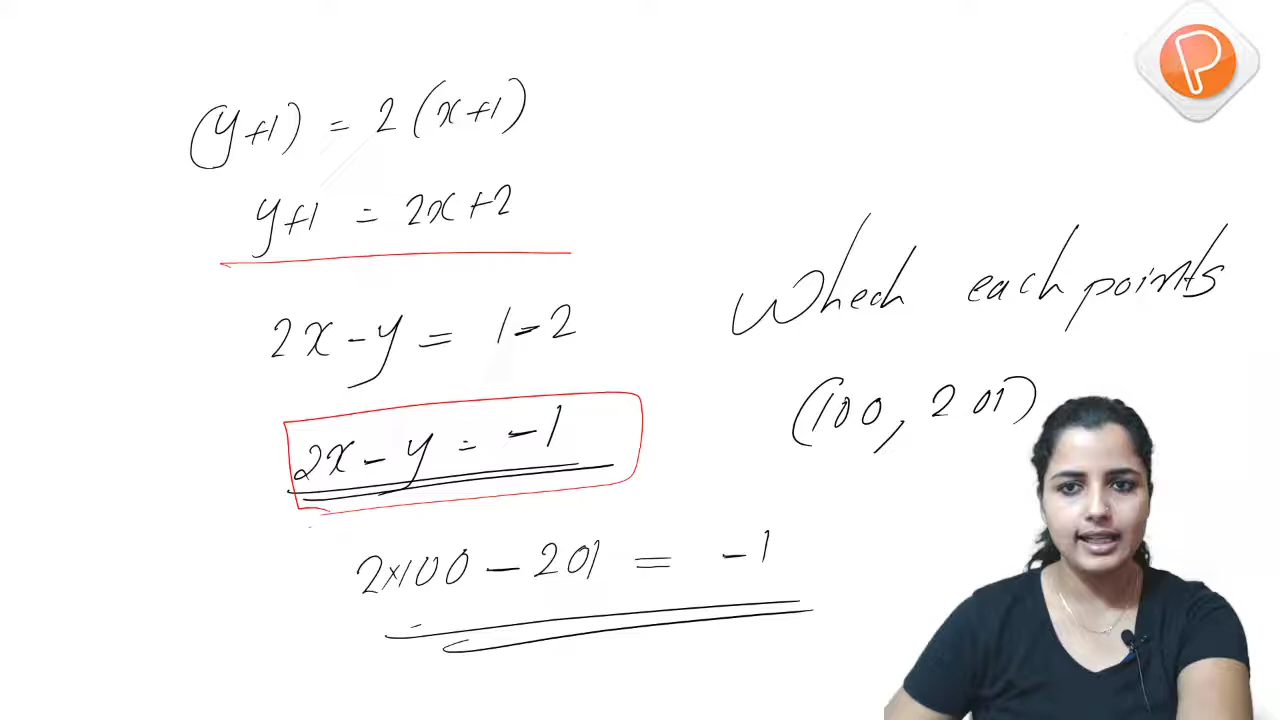 (y+1) = 2(x+1)
y+1 = 2x+2
2x-y = 1-2
2x-y = -1
2×100 - 201 = -1
Whech each points
(100, 201)
P